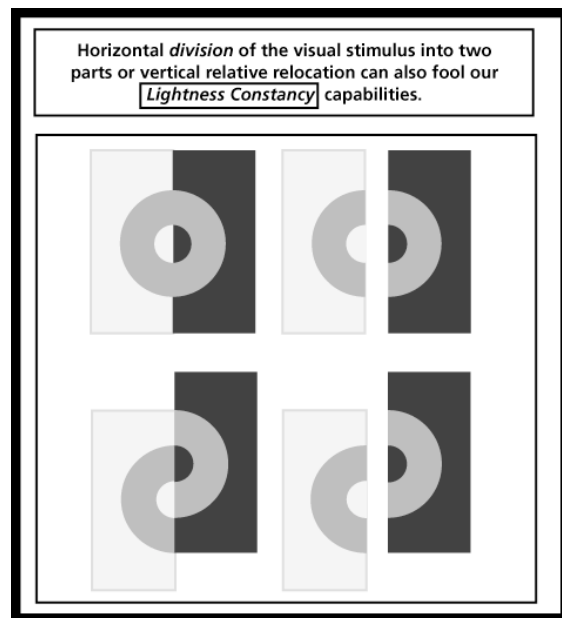 Horizontal division of the visual stimulus into two
parts or vertical relative relocation can also fool our
Lightness Constancy capabilities.